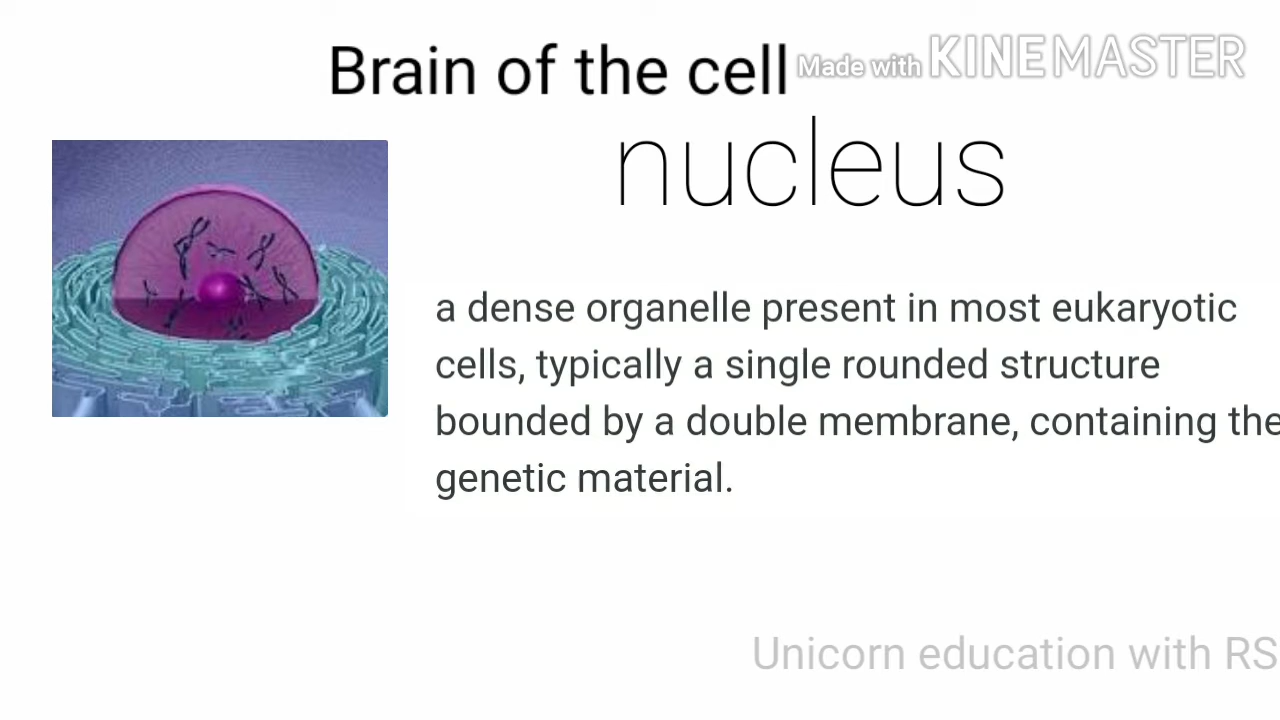 Brain of the cell
Made with KINEMASTER
nucleus
a dense organelle present in most eukaryotic
cells, typically a single rounded structure
bounded by a double membrane, containing the
genetic material.
Unicorn education with RS